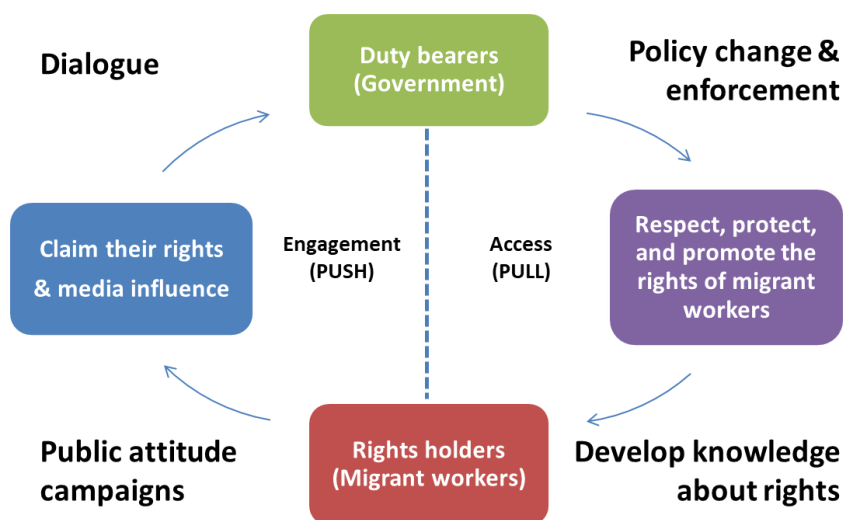 Dialogue
Duty bearers
(Government)
Policy change &
enforcement
Claim their rights
& media influence
Engagement
(PUSH)
Access
(PULL)
Respect, protect,
and promote the
rights of migrant
workers
Public attitude
campaigns
Rights holders
(Migrant workers)
Develop knowledge
about rights